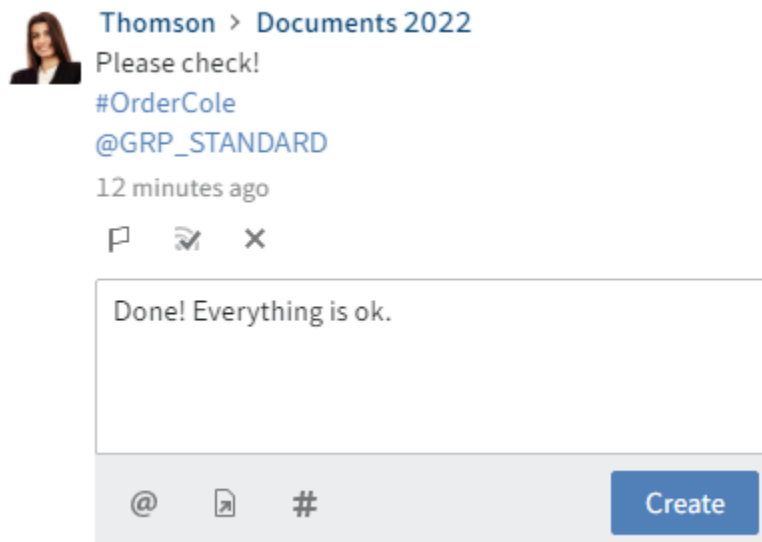 Thomson > Documents 2022
Please check!
#OrderCole
@GRP_STANDARD
12 minutes ago
Done! Everything is ok.
@ # Create